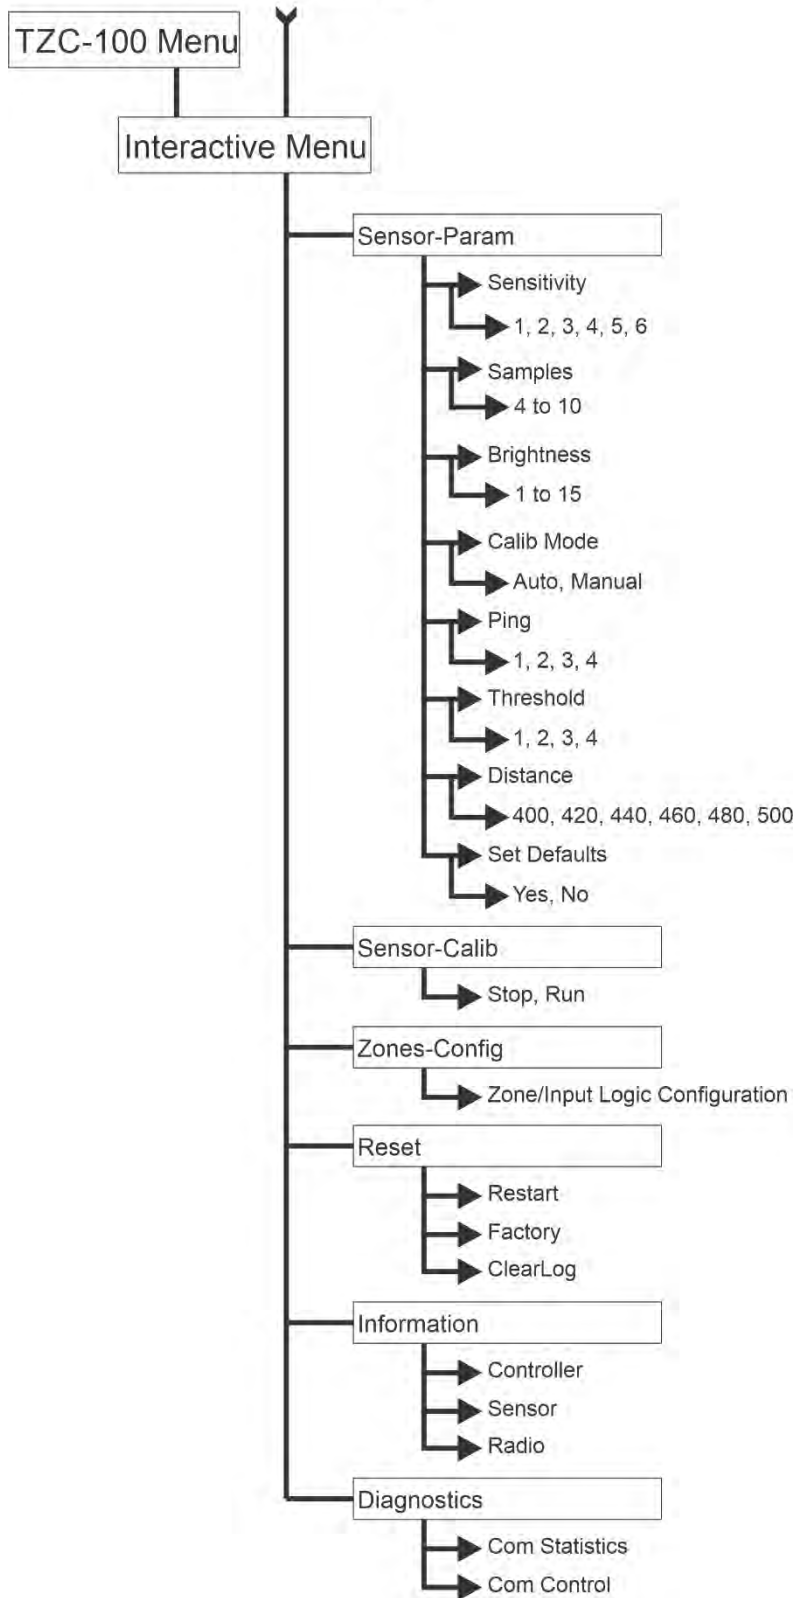 TZC-100 Menu
Interactive Menu
Sensor-Param
Sensitivity
1, 2, 3, 4, 5, 6
Samples
4 to 10
Brightness
1 to 15
Calib Mode
Auto, Manual
Ping
1, 2, 3, 4
Threshold
1, 2, 3, 4
Distance
400, 420, 440, 460, 480, 500
Set Defaults
Yes, No
Sensor-Calib
Stop, Run
Zones-Config
Zone/Input Logic Configuration
Reset
Restart
Factory
ClearLog
Information
Controller
Sensor
Radio
Diagnostics
Com Statistics
Com Control